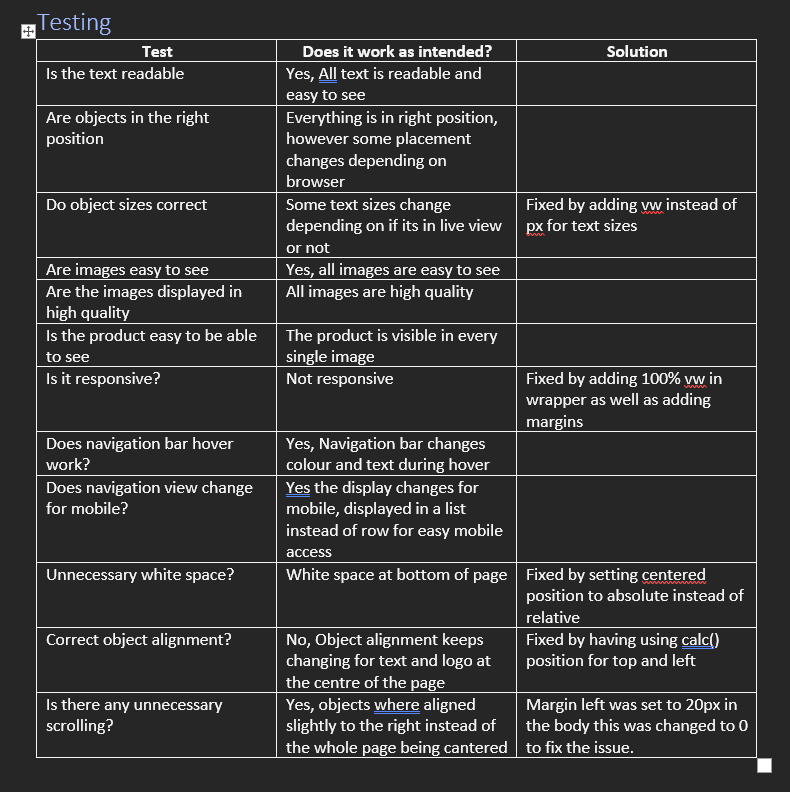 Testing
Test Does it work as intended? Solution
Is the text readable Yes, All text is readable and
easy to see
Are objects in the right Everything is in right position,
position however some placement
changes depending on
browser
Do object sizes correct Some text sizes change Fixed by adding vw instead of
depending on if its in live view px for text sizes
or not
Are images easy to see Yes, all images are easy to see
Are the images displayed in All images are high quality
high quality
Is the product easy to be able The product is visible in every
to see single image
Is it responsive? Not responsive Fixed by adding 100% vw in
wrapper as well as adding
margins
Does navigation bar hover Yes, Navigation bar changes
work? colour and text during hover
Does navigation view change Yes the display changes for
for mobile? mobile, displayed in a list
instead of row for easy mobile
access
Unnecessary white space? White space at bottom of page Fixed by setting centered
position to absolute instead of
relative
Correct object alignment? No, Object alignment keeps Fixed by having using calc()
changing for text and logo at position for top and left
the centre of the page
Is there any unnecessary Yes, objects where aligned Margin left was set to 20px in
scrolling? slightly to the right instead of the body this was changed to 0
the whole page being cantered to fix the issue.